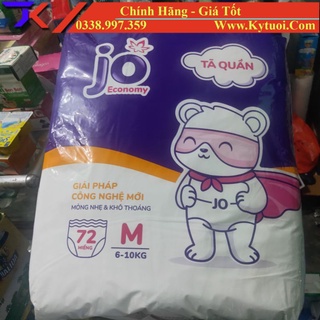 Chính Hãng - Giá Tốt
0338.997.359
Www.Kytuoi.Com
jo
Economy
TÃ QUẦN
GIẢI PHÁP
CÔNG NGHỆ MỚI
MỎNG NHẸ & KHÔ THOÁNG
72
MIẾNG
M
6-10KG
JO